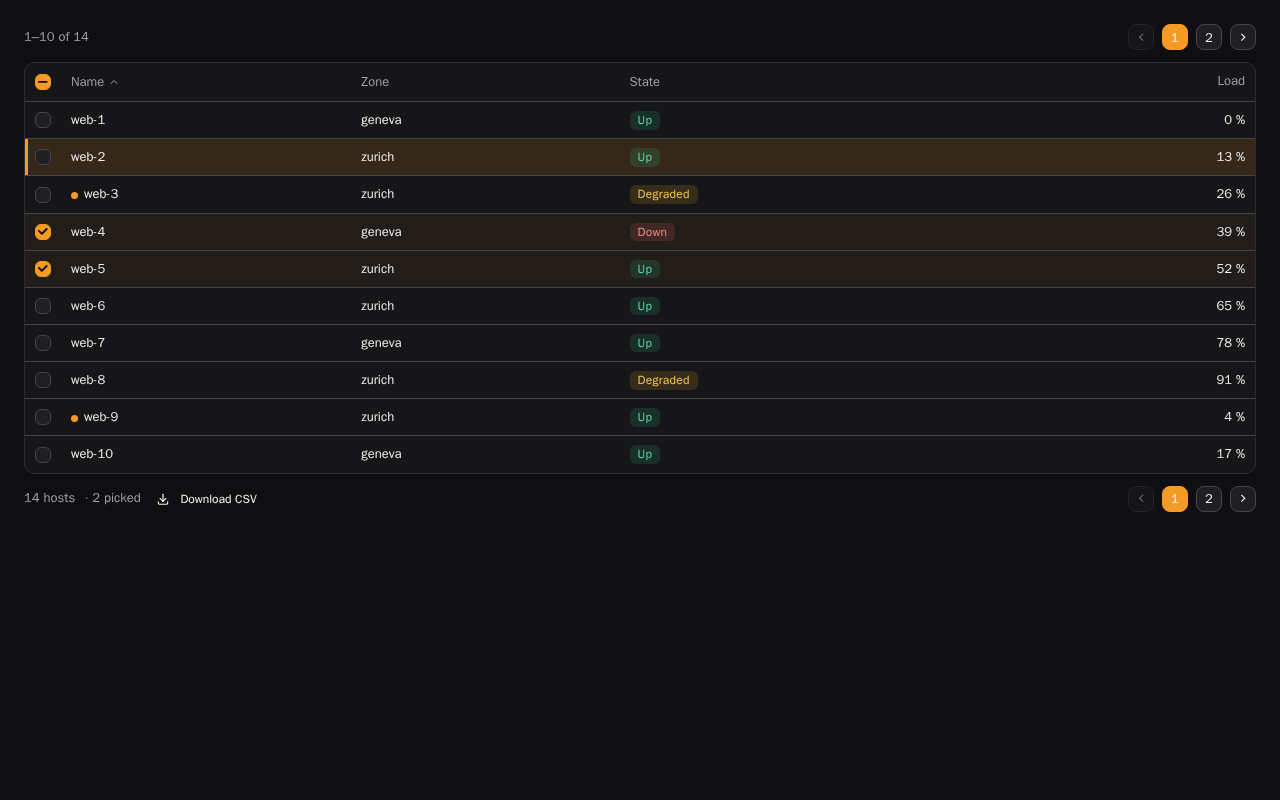 1–10 of 14 1 2
Name Zone State Load
web-1 geneva Up 0 %
web-2 zurich Up 13 %
web-3 zurich Degraded 26 %
web-4 geneva Down 39 %
web-5 zurich Up 52 %
web-6 zurich Up 65 %
web-7 geneva Up 78 %
web-8 zurich Degraded 91 %
web-9 zurich Up 4 %
web-10 geneva Up 17 %
14 hosts · 2 picked Download CSV 1 2